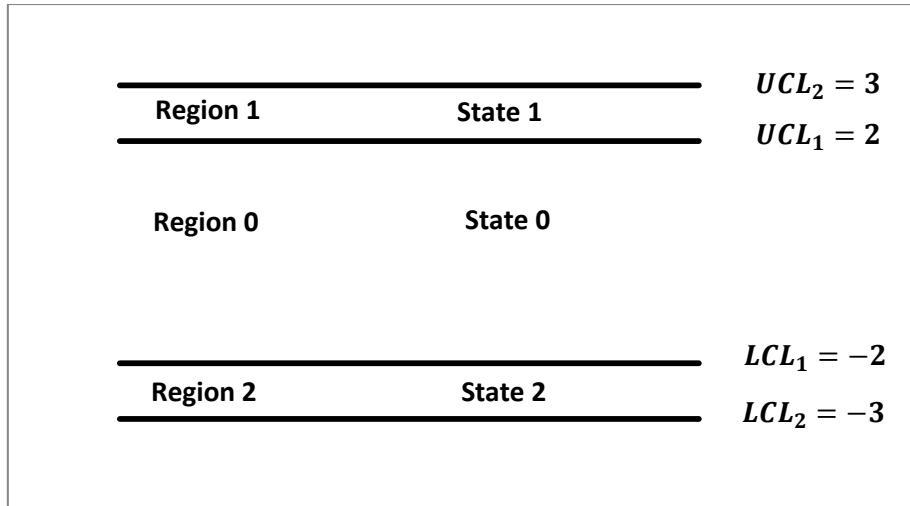 UCL₂ = 3
Region 1 State 1
UCL₁ = 2
Region 0 State 0
LCL₁ = −2
Region 2 State 2
LCL₂ = −3